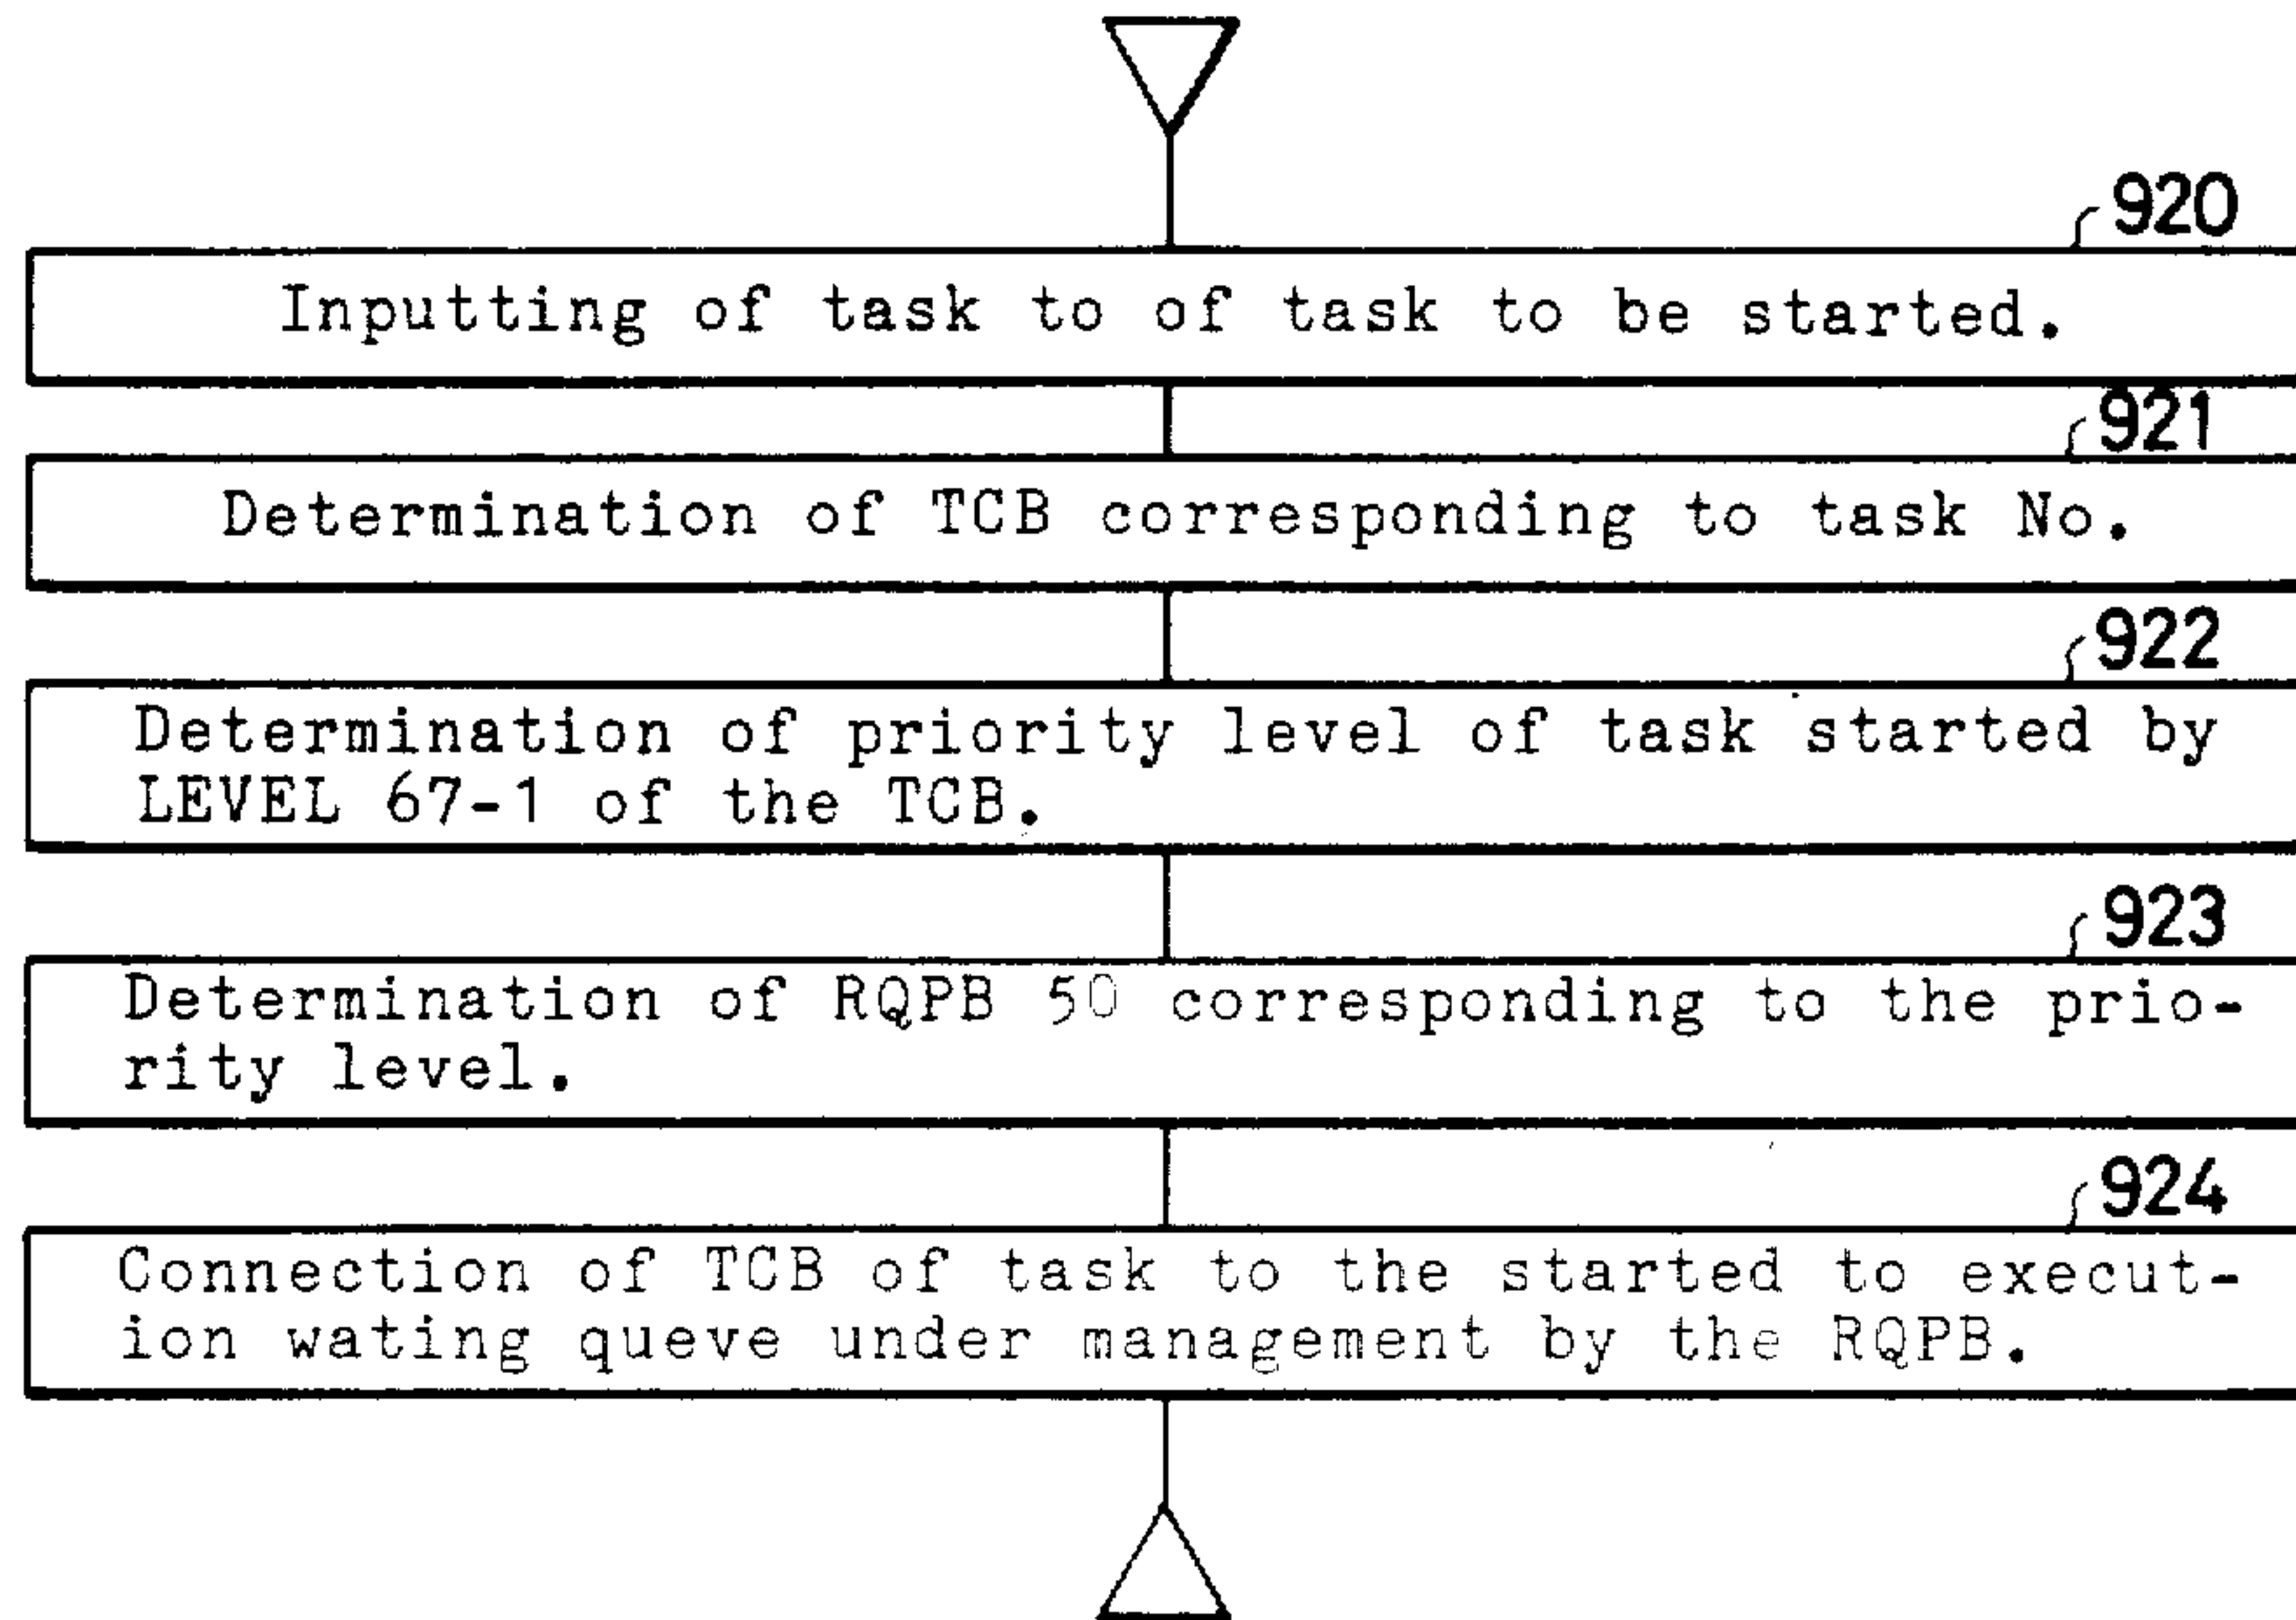 920
Inputting of task to of task to be started.
921
Determination of TCB corresponding to task No.
922
Determination of priority level of task started by
LEVEL 67-1 of the TCB.
923
Determination of RQPB 50 corresponding to the prio-
rity level.
924
Connection of TCB of task to the started to execut-
ion wating queve under management by the RQPB.